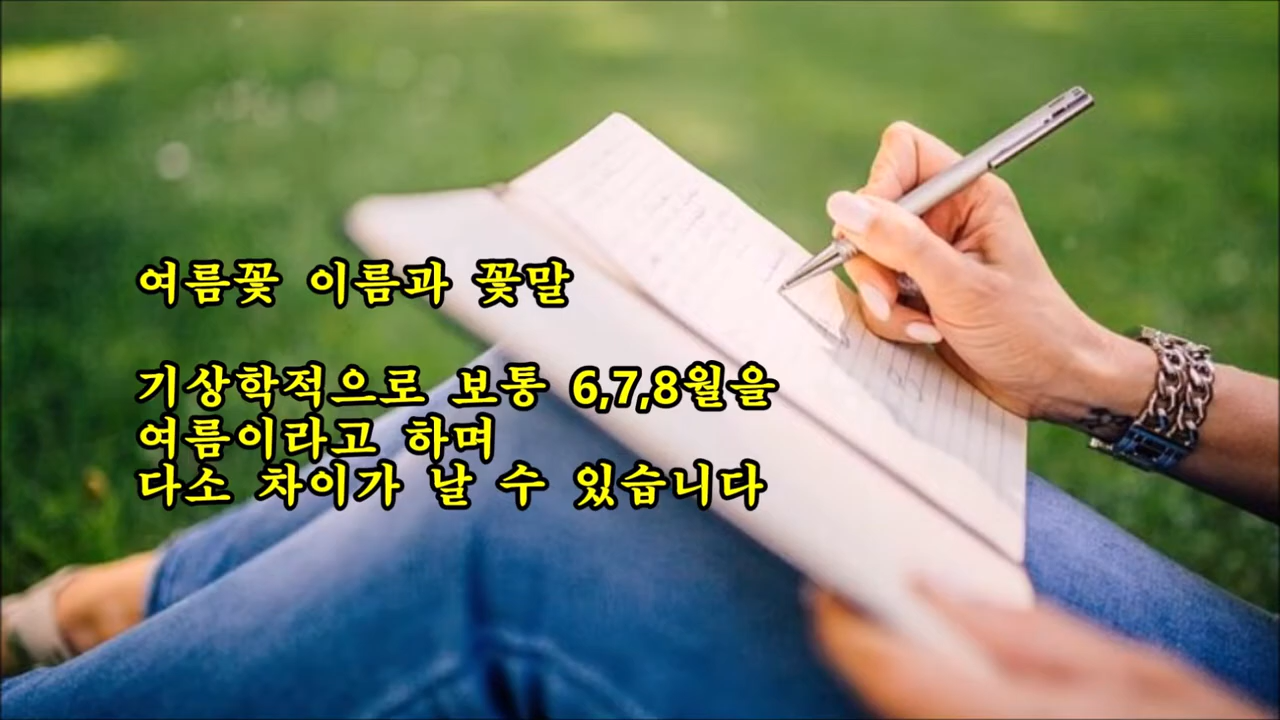 여름꽃 이름과 꽃말
기상학적으로 보통 6,7,8월을
여름이라고 하며
다소 차이가 날 수 있습니다